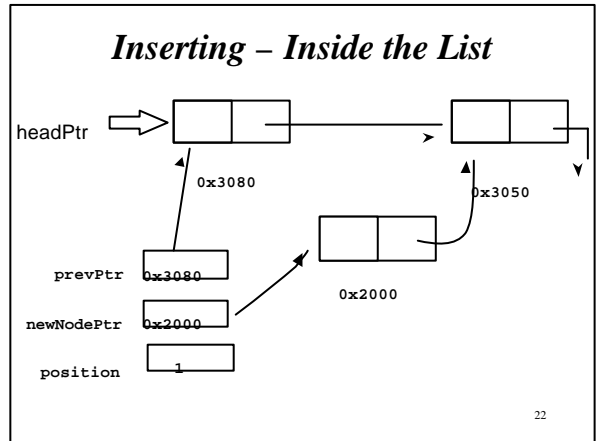 Inserting – Inside the List
headPtr
0x3080
0x3050
prevPtr 0x3080
0x2000
newNodePtr 0x2000
position 1
22